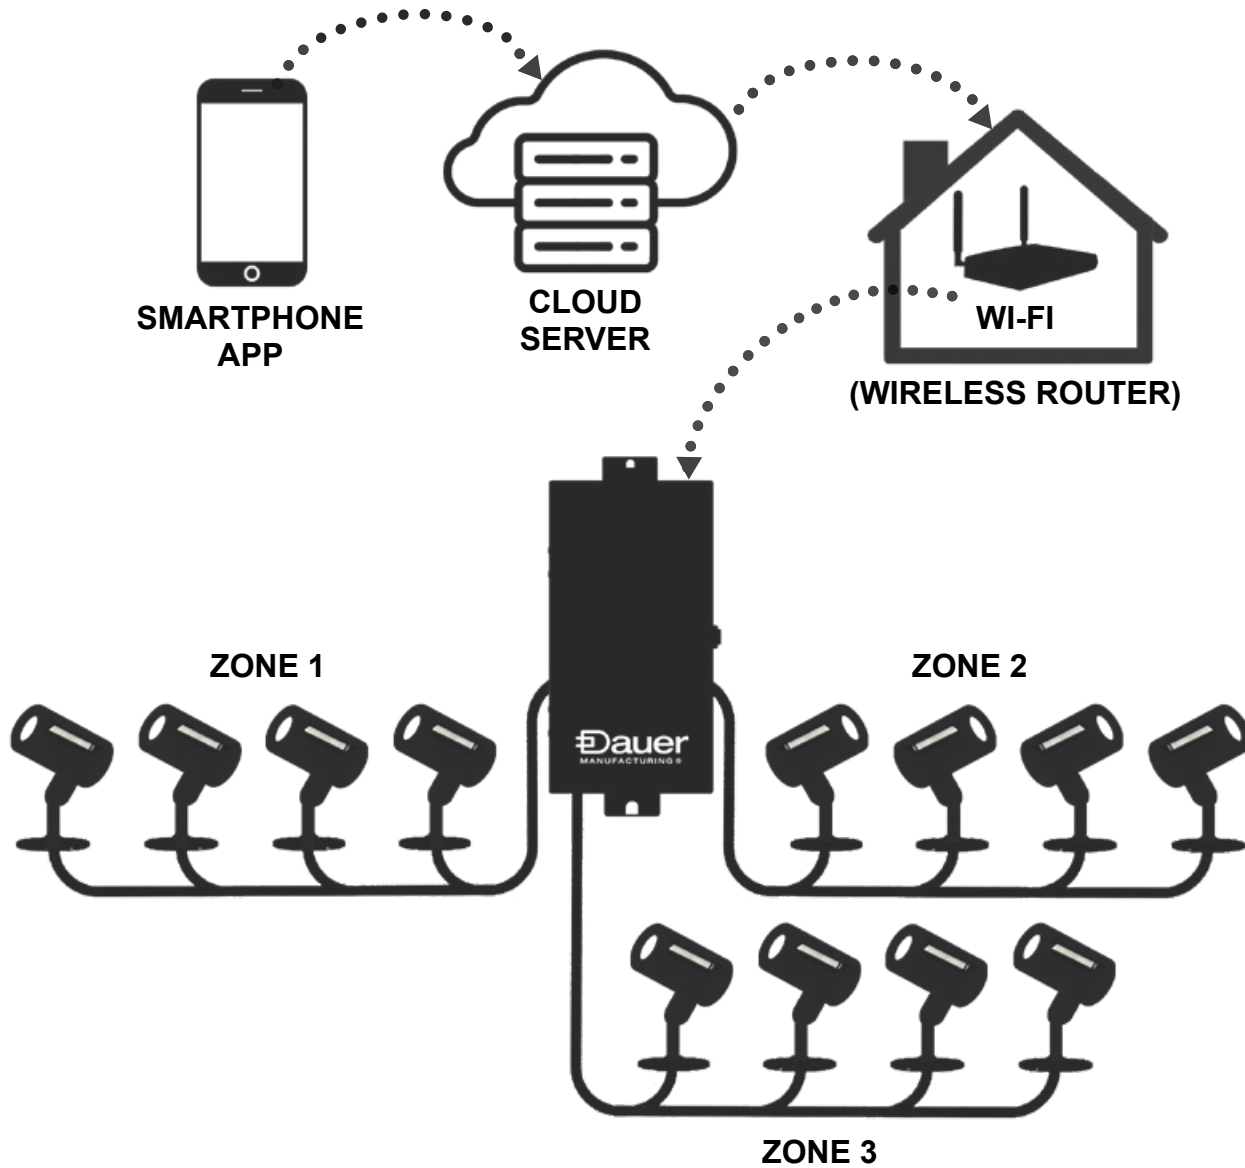 SMARTPHONE
APP
CLOUD
SERVER
WI-FI
(WIRELESS ROUTER)
ZONE 1
ZONE 2
Dauer
MANUFACTURING®
ZONE 3